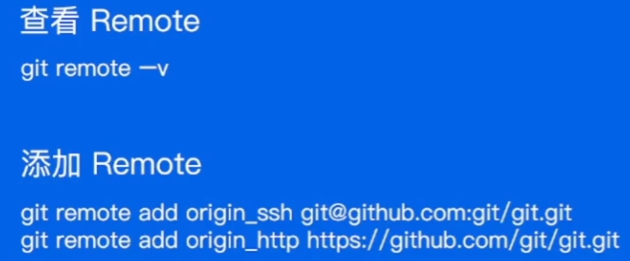 查看 Remote
git remote —v
添加 Remote
git remote add origin_ssh git@github.com:git/git.git
git remote add origin_http https://github.com/git/git.git